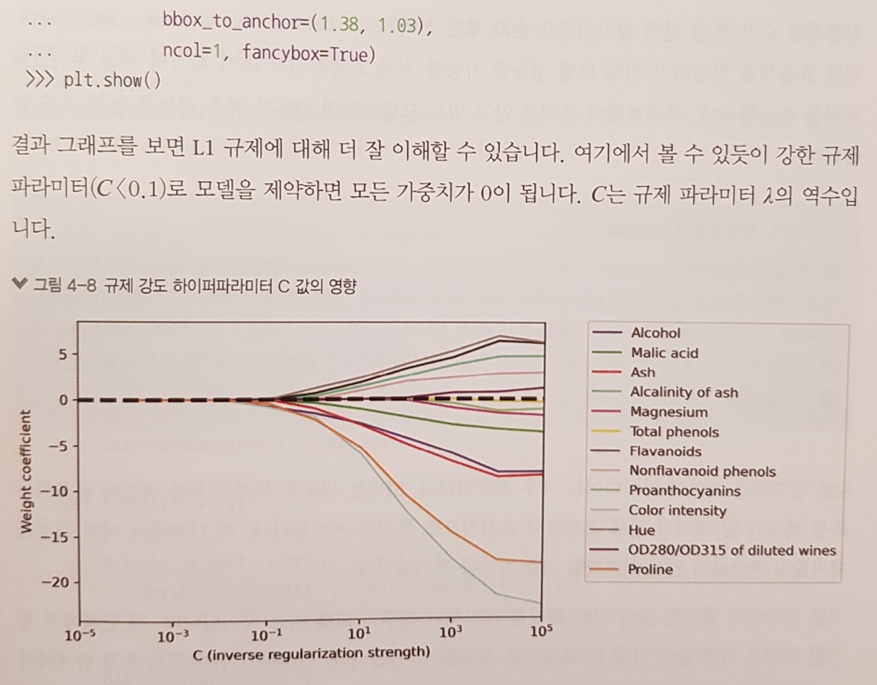 ... bbox_to_anchor=(1.38, 1.03),
... ncol=1, fancybox=True)
>>> plt.show()
결과 그래프를 보면 L1 규제에 대해 더 잘 이해할 수 있습니다. 여기에서 볼 수 있듯이 강한 규제
파라미터(C<0.1)로 모델을 제약하면 모든 가중치가 0이 됩니다. C는 규제 파라미터 λ의 역수입
니다.
▼ 그림 4-8 규제 강도 하이퍼파라미터 C 값의 영향
5
0
−5
−10
−15
−20
Weight coefficient
10⁻⁵ 10⁻³ 10⁻¹ 10¹ 10³ 10⁵
C (inverse regularization strength)
Alcohol
Malic acid
Ash
Alcalinity of ash
Magnesium
Total phenols
Flavanoids
Nonflavanoid phenols
Proanthocyanins
Color intensity
Hue
OD280/OD315 of diluted wines
Proline